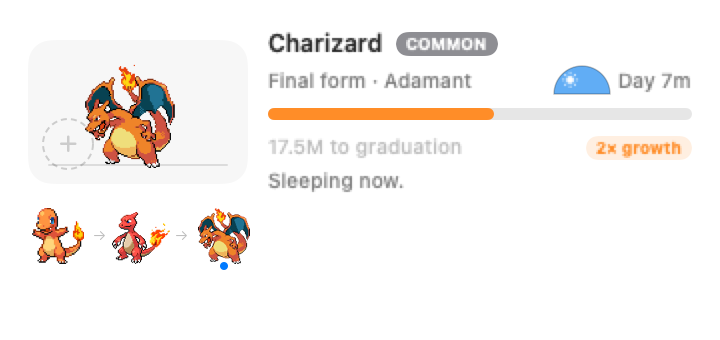 Charizard COMMON
Final form · Adamant Day 7m
17.5M to graduation 2× growth
Sleeping now.